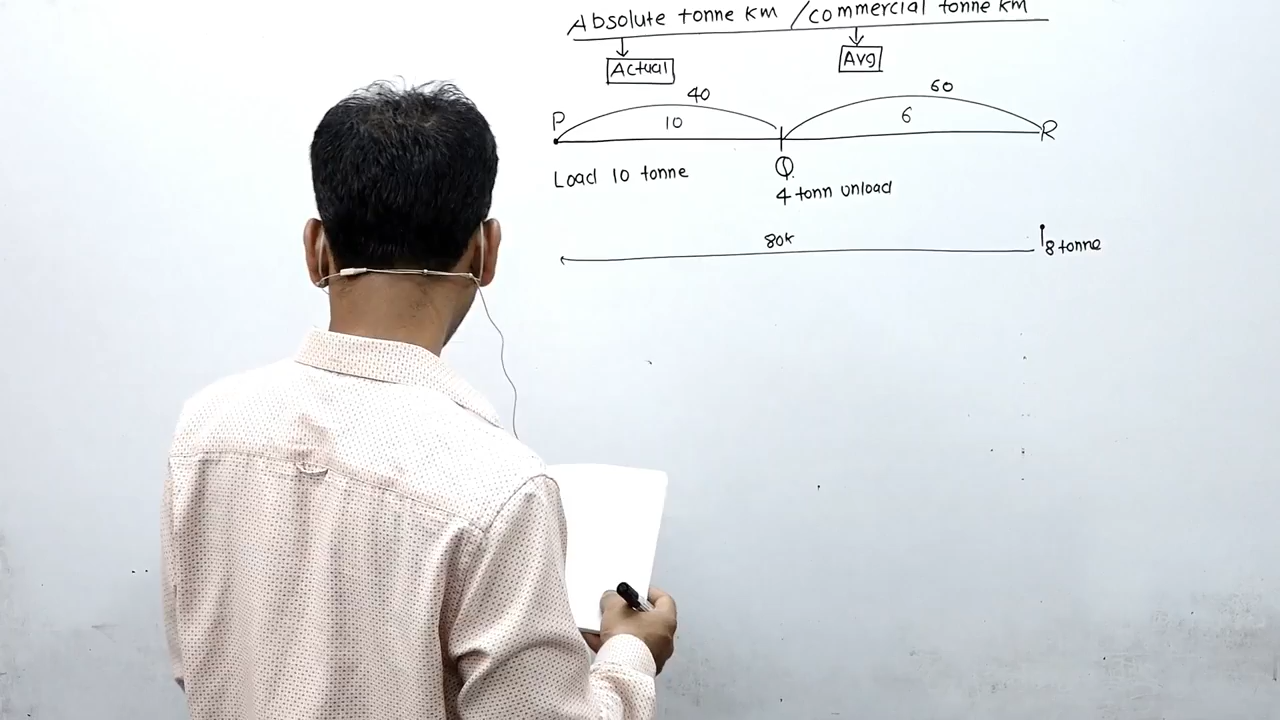 Absolute tonne km / commercial tonne km
Actual
Avg
40
60
P
10
6
R
Load 10 tonne
Q
4 tonn unload
80k
8 tonne